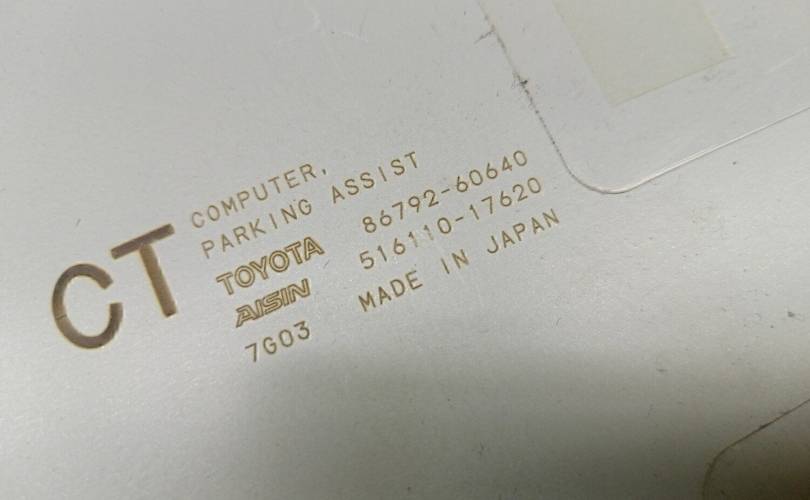 CT
COMPUTER,
PARKING ASSIST
TOYOTA 86792-60640
AISIN 516110-17620
7G03 MADE IN JAPAN